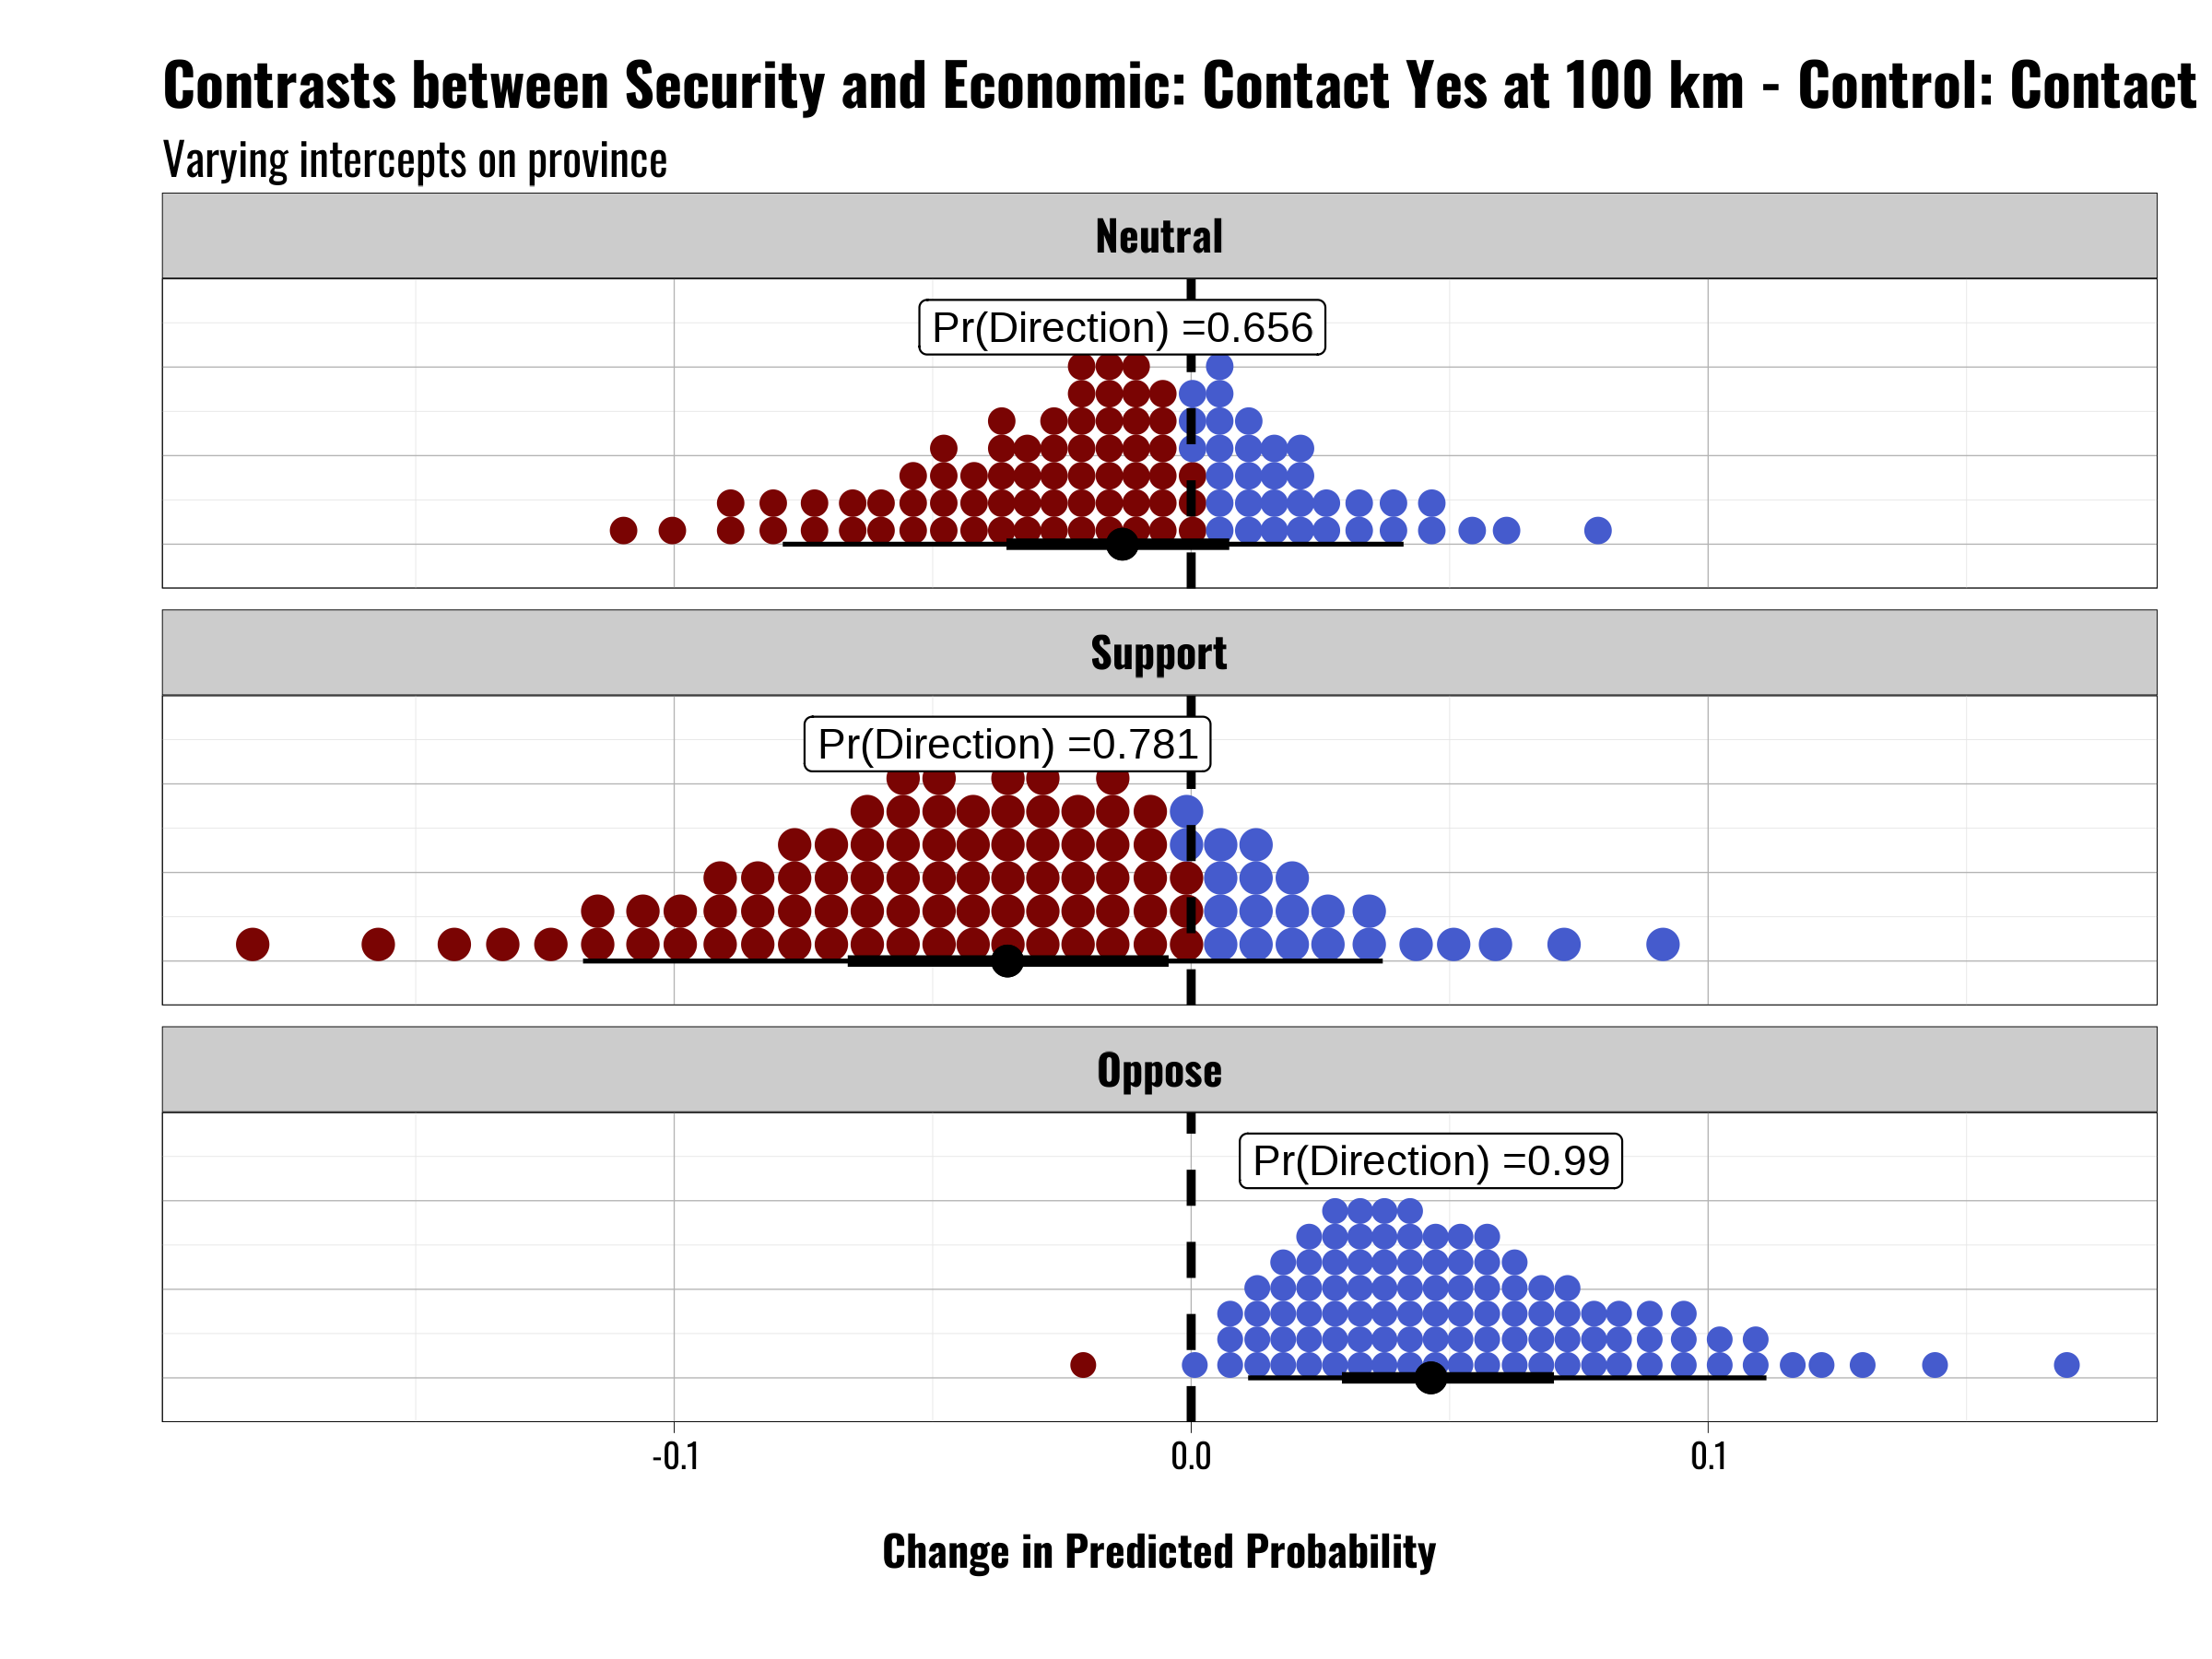 Contrasts between Security and Economic: Contact Yes at 100 km - Control: Contact
Varying intercepts on province
Neutral
Pr(Direction) =0.656
Support
Pr(Direction) =0.781
Oppose
Pr(Direction) =0.99
-0.1 0.0 0.1
Change in Predicted Probability